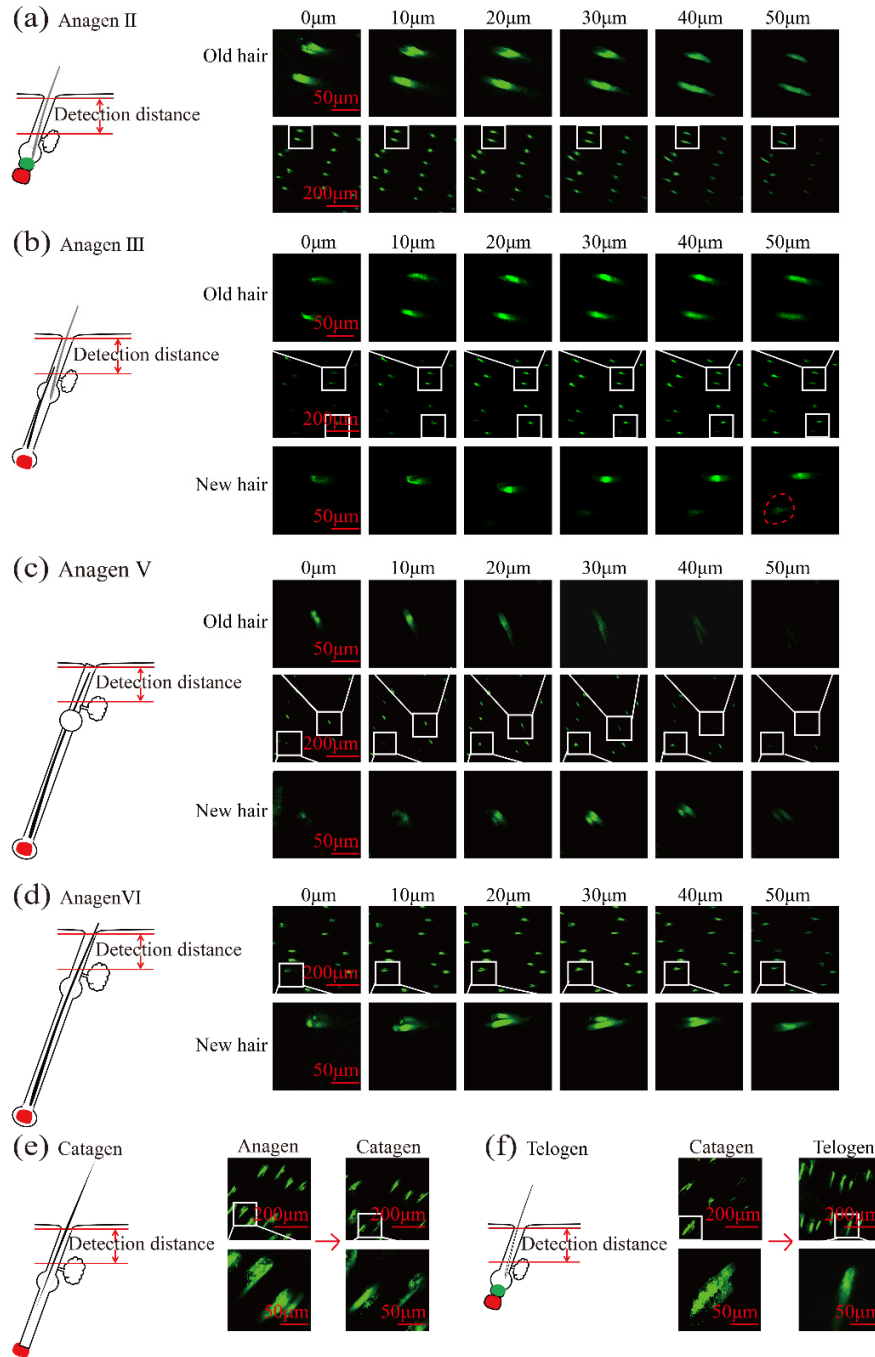 (a) Anagen II
0μm 10μm 20μm 30μm 40μm 50μm
Old hair
Detection distance
50μm
200μm
(b) Anagen III
0μm 10μm 20μm 30μm 40μm 50μm
Old hair
50μm
Detection distance
200μm
New hair
50μm
(c) Anagen V
0μm 10μm 20μm 30μm 40μm 50μm
Old hair
50μm
Detection distance
200μm
New hair
50μm
(d) AnagenVI
0μm 10μm 20μm 30μm 40μm 50μm
Detection distance
200μm
New hair
50μm
(e) Catagen
Anagen Catagen
200μm 200μm
Detection distance
50μm 50μm
(f) Telogen
Catagen Telogen
200μm 200μm
Detection distance
50μm 50μm